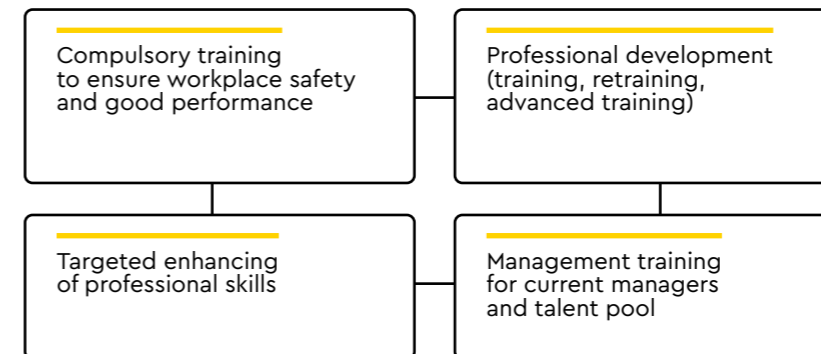 Compulsory training
to ensure workplace safety
and good performance
Professional development
(training, retraining,
advanced training)
Targeted enhancing
of professional skills
Management training
for current managers
and talent pool